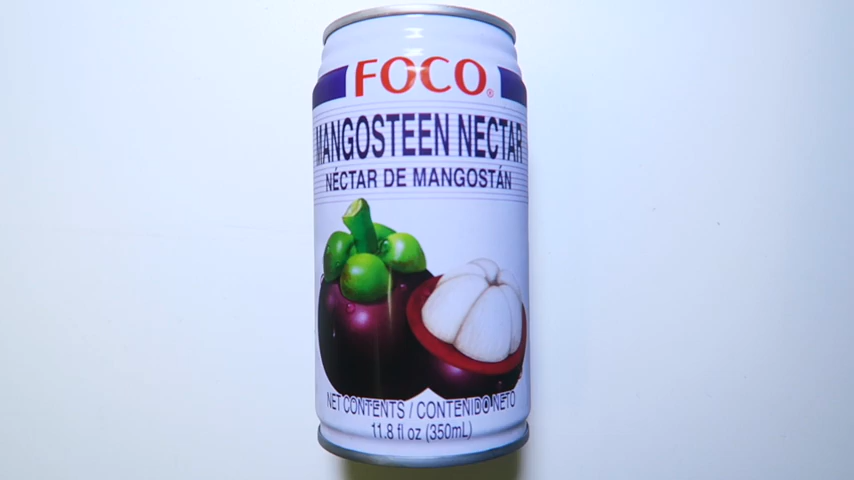 FOCO®
MANGOSTEEN NECTAR
NÉCTAR DE MANGOSTÁN
NET CONTENTS / CONTENIDO NETO
11.8 fl oz (350mL)